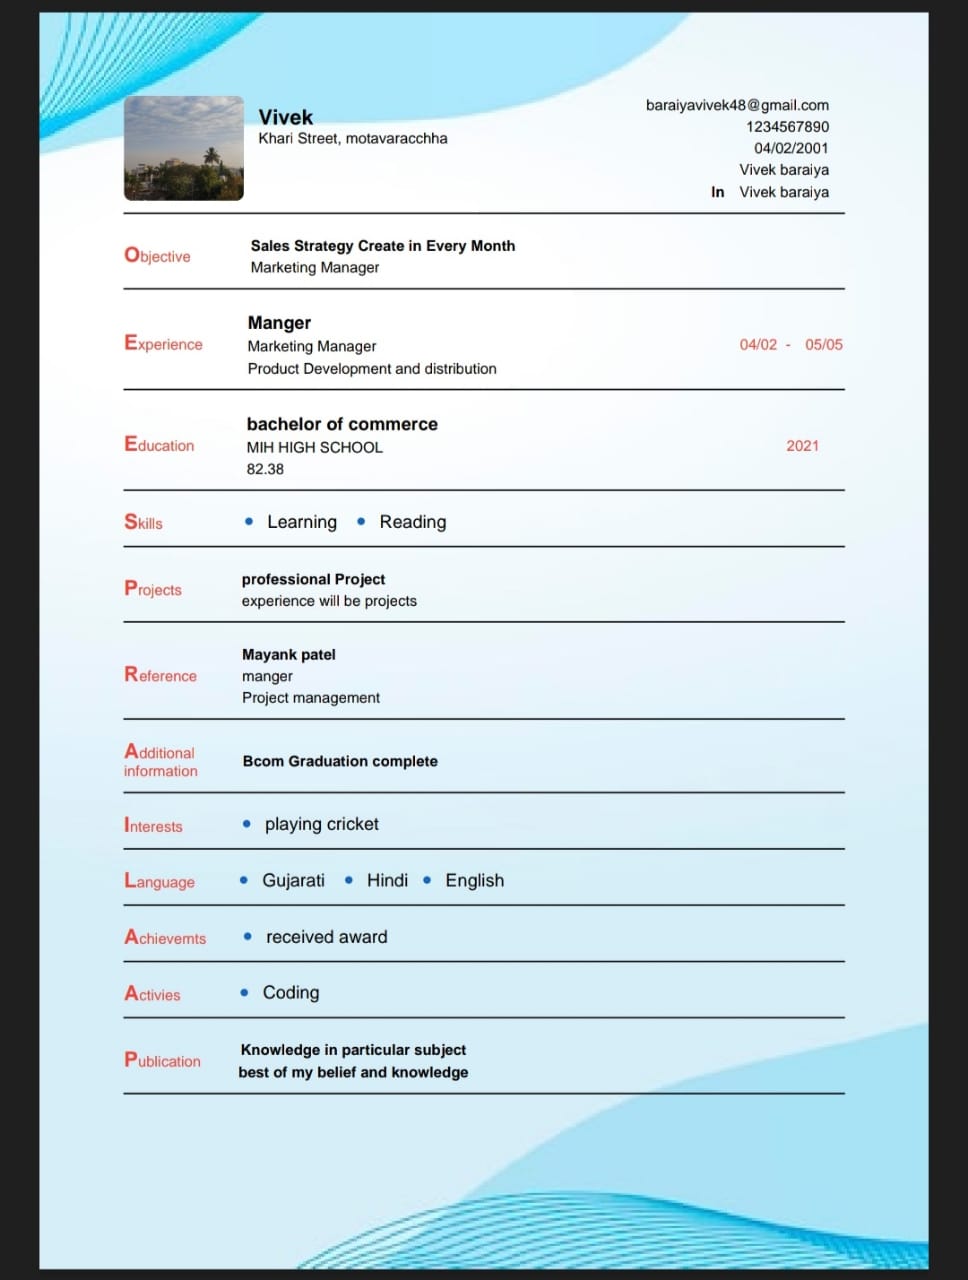 Vivek
Khari Street, motavaracchha
baraiyavivek48@gmail.com
1234567890
04/02/2001
Vivek baraiya
In Vivek baraiya
Objective
Sales Strategy Create in Every Month
Marketing Manager
Experience
Manger
Marketing Manager
Product Development and distribution
04/02 - 05/05
Education
bachelor of commerce
MIH HIGH SCHOOL
82.38
2021
Skills
• Learning • Reading
Projects
professional Project
experience will be projects
Reference
Mayank patel
manger
Project management
Additional
information
Bcom Graduation complete
Interests
• playing cricket
Language
• Gujarati • Hindi • English
Achievemts
• received award
Activies
• Coding
Publication
Knowledge in particular subject
best of my belief and knowledge